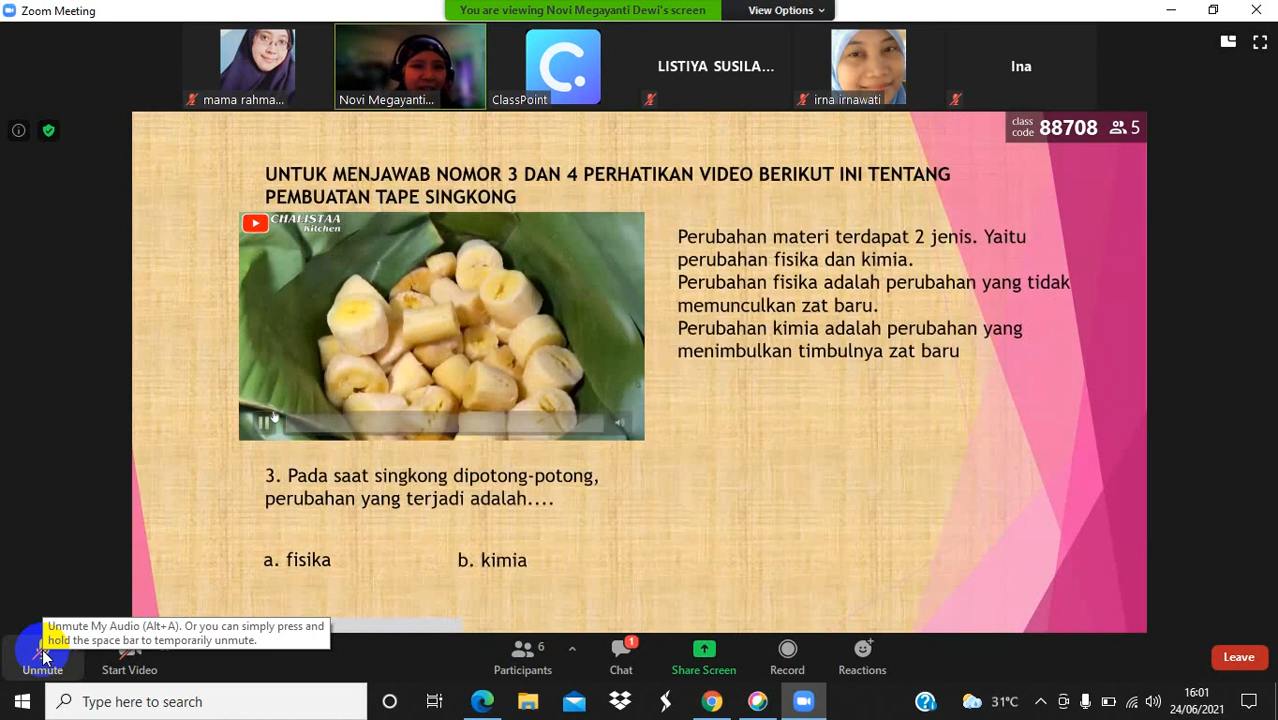 Zoom Meeting
You are viewing Novi Megayanti Dewi's screen
View Options
mama rahma...
Novi Megayanti...
ClassPoint
LISTIYA SUSILA...
irna irnawati
Ina
class code 88708 5
UNTUK MENJAWAB NOMOR 3 DAN 4 PERHATIKAN VIDEO BERIKUT INI TENTANG
PEMBUATAN TAPE SINGKONG
CHALISTAA
Kitchen
Perubahan materi terdapat 2 jenis. Yaitu
perubahan fisika dan kimia.
Perubahan fisika adalah perubahan yang tidak
memunculkan zat baru.
Perubahan kimia adalah perubahan yang
menimbulkan timbulnya zat baru
3. Pada saat singkong dipotong-potong,
perubahan yang terjadi adalah....
a. fisika b. kimia
Unmute My Audio (Alt+A). Or you can simply press and
hold the space bar to temporarily unmute.
Unmute
Start Video
6
Participants
1
Chat
Share Screen
Record
Reactions
Leave
Type here to search
31°C
16:01
24/06/2021